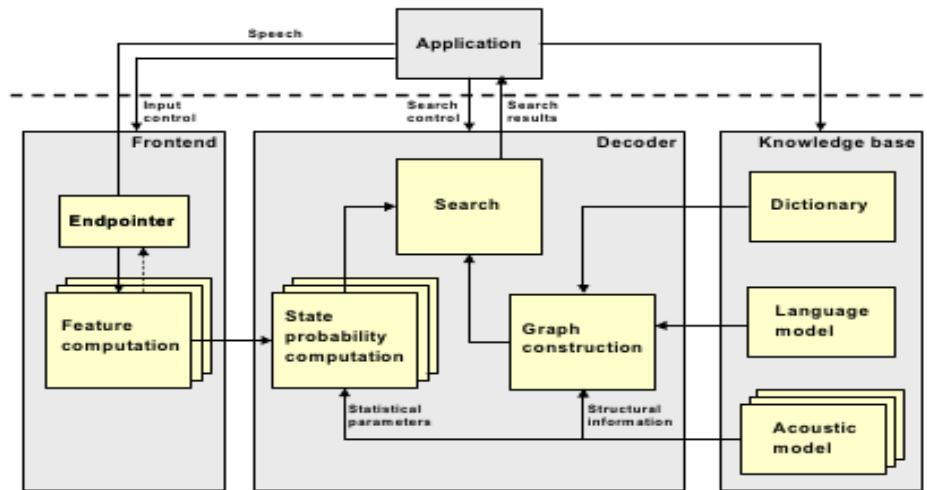 Speech
Application
Input
control
Search
control
Search
results
Frontend
Decoder
Knowledge base
Endpointer
Search
Dictionary
Feature
computation
State
probability
computation
Graph
construction
Language
model
Statistical
parameters
Structural
information
Acoustic
model